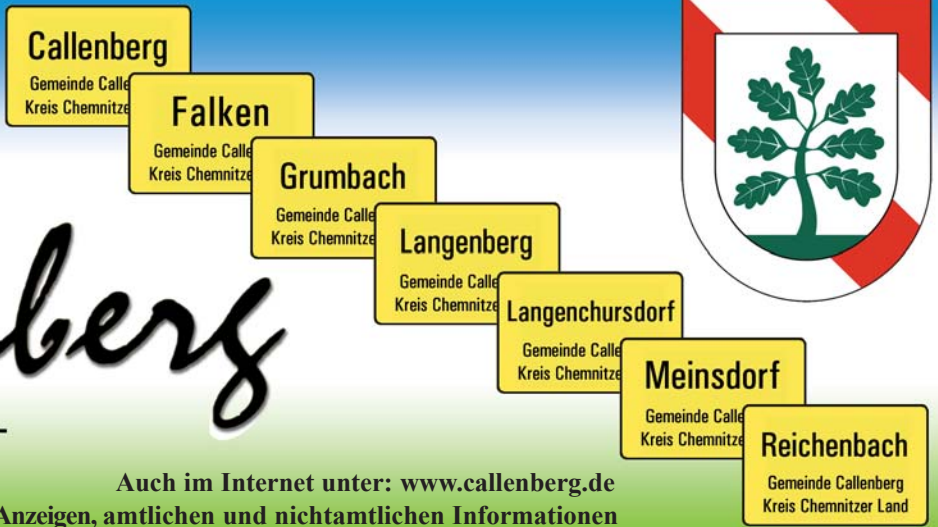 Callenberg
Gemeinde Calle
Kreis Chemnitze
Falken
Gemeinde Calle
Kreis Chemnitze
Grumbach
Gemeinde Calle
Kreis Chemnitze
Langenberg
Gemeinde Calle
Kreis Chemnitze
Langenchursdorf
Gemeinde Calle
Kreis Chemnitze
Meinsdorf
Gemeinde Calle
Kreis Chemnitze
Reichenbach
Gemeinde Callenberg
Kreis Chemnitzer Land
berg
Auch im Internet unter: www.callenberg.de
Anzeigen, amtlichen und nichtamtlichen Informationen